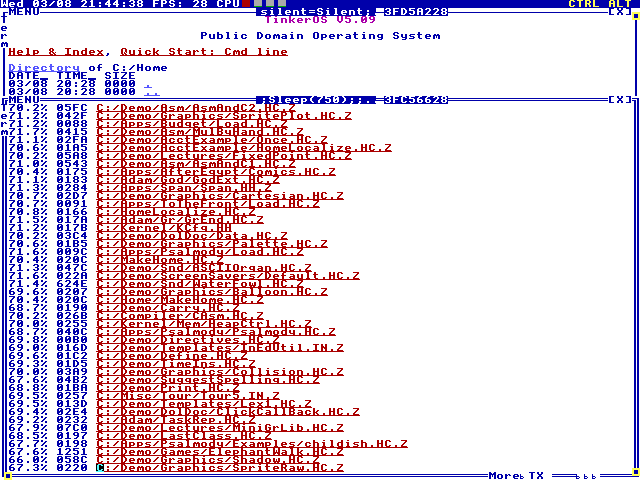 Wed 03/08 21:44:38 FPS: 28 CPU CTRL ALT
MENU silent=Silent;; 3FD5A228 [X]
TinkerOS V5.09
Public Domain Operating System
Help & Index, Quick Start: Cmd line
Directory of C:/Home
DATE_ TIME_ SIZE
03/08 20:28 0000 .
03/08 20:28 0000 ..
MENU ;Sleep(750);;. 3FC56628 [X]
70.2% 05FC C:/Demo/Asm/AsmAndC2.HC.Z
71.2% 042F C:/Demo/Graphics/SpritePlot.HC.Z
71.2% 0088 C:/Apps/Budget/Load.HC.Z
71.7% 0415 C:/Demo/Asm/MulByHand.HC.Z
71.1% 02FA C:/Demo/AcctExample/Once.HC.Z
70.6% 01A5 C:/Demo/AcctExample/HomeLocalize.HC.Z
70.2% 05A8 C:/Demo/Lectures/FixedPoint.HC.Z
71.0% 0543 C:/Demo/Asm/AsmAndC1.HC.Z
70.4% 0175 C:/Apps/AfterEgypt/Comics.HC.Z
71.1% 0183 C:/Adam/God/GodExt.HC.Z
71.3% 0284 C:/Apps/Span/Span.HH.Z
70.7% 02D7 C:/Demo/Graphics/Cartesian.HC.Z
70.7% 0091 C:/Apps/ToTheFront/Load.HC.Z
70.8% 0166 C:/HomeLocalize.HC.Z
71.5% 017A C:/Adam/Gr/GrEnd.HC.Z
71.2% 017B C:/Kernel/KCfg.HH
70.2% 03C4 C:/Demo/DolDoc/Data.HC.Z
70.6% 01B5 C:/Demo/Graphics/Palette.HC.Z
71.6% 009C C:/Apps/Psalmody/Load.HC.Z
70.4% 020C C:/MakeHome.HC.Z
71.3% 047C C:/Demo/Snd/ASCIIOrgan.HC.Z
71.6% 022A C:/Demo/ScreenSavers/Default.HC.Z
71.4% 624E C:/Demo/Snd/WaterFowl.HC.Z
69.6% 0207 C:/Demo/Graphics/Balloon.HC.Z
70.4% 020C C:/Home/MakeHome.HC.Z
68.7% 0190 C:/Demo/Carry.HC.Z
70.2% 026B C:/Compiler/CAsm.HC.Z
70.0% 0255 C:/Kernel/Mem/HeapCtrl.HC.Z
68.7% 040C C:/Apps/Psalmody/Psalmody.HC.Z
69.8% 00B0 C:/Demo/Directives.HC.Z
69.0% 016D C:/Demo/Templates/InEdUtil.IN.Z
69.6% 01C2 C:/Demo/Define.HC.Z
69.3% 01D5 C:/Demo/TimeIns.HC.Z
70.0% 03A9 C:/Demo/Graphics/Collision.HC.Z
67.6% 04B2 C:/Demo/SuggestSpelling.HC.Z
68.8% 01BA C:/Demo/Print.HC.Z
69.5% 0257 C:/Misc/Tour/Tour5.IN.Z
69.5% 013D C:/Demo/Templates/Lex1.HC.Z
69.4% 02E4 C:/Demo/DolDoc/ClickCallBack.HC.Z
69.2% 0232 C:/Adam/TaskRep.HC.Z
67.9% 07C0 C:/Demo/Lectures/MiniGrLib.HC.Z
68.5% 0197 C:/Demo/LastClass.HC.Z
67.7% 0198 C:/Apps/Psalmody/Examples/childish.HC.Z
67.6% 1251 C:/Demo/Games/ElephantWalk.HC.Z
66.0% 058C C:/Demo/Graphics/Shadow.HC.Z
67.3% 0220 C:/Demo/Graphics/SpriteRaw.HC.Z
More TX